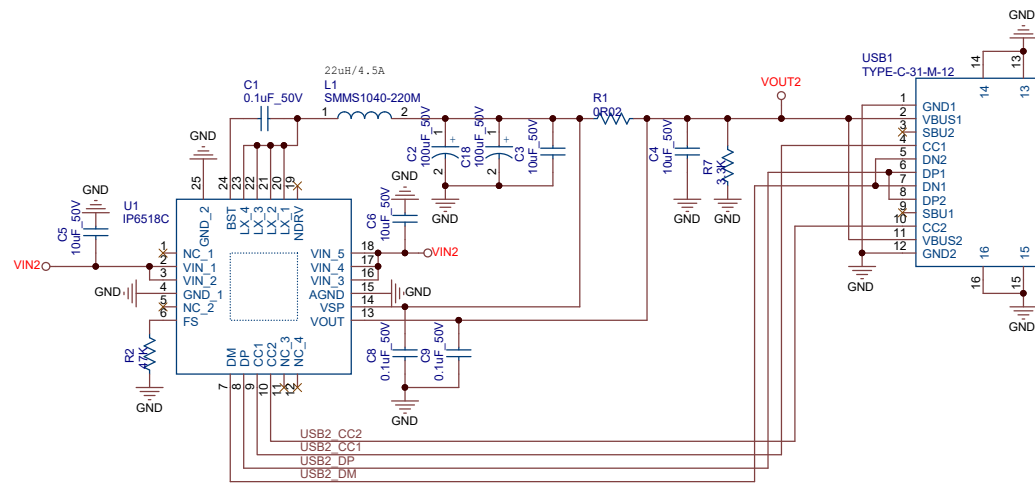 GND
USB1
TYPE-C-31-M-12
14
13
14
13
22uH/4.5A
C1
0.1uF_50V
L1
SMMS1040-220M
1
2
VOUT2
R1
0R02
1
GND1
2
VBUS1
3
SBU2
4
CC1
5
DN2
6
DP1
7
DN1
8
DP2
9
SBU1
10
CC2
11
VBUS2
12
GND2
16
15
16
15
GND
GND
C2
100uF_50V
1
2
C18
100uF_50V
1
2
C3
10uF_50V
GND
C4
10uF_50V
R7
3.3K
GND
GND
GND
25
24
23
22
21
20
19
U1
IP6518C
GND_2
BST
LX_4
LX_3
LX_2
LX_1
NDRV
GND
C5
10uF_50V
GND
C6
10uF_50V
VIN2
1
NC_1
2
VIN_1
3
VIN_2
GND
4
GND_1
5
NC_2
6
FS
VIN_5
18
VIN2
VIN_4
17
VIN_3
16
AGND
15
GND
VSP
14
VOUT
13
R2
47K
GND
DM
DP
CC1
CC2
NC_3
NC_4
7
8
9
10
11
12
C8
0.1uF_50V
C9
0.1uF_50V
GND
USB2_CC2
USB2_CC1
USB2_DP
USB2_DM